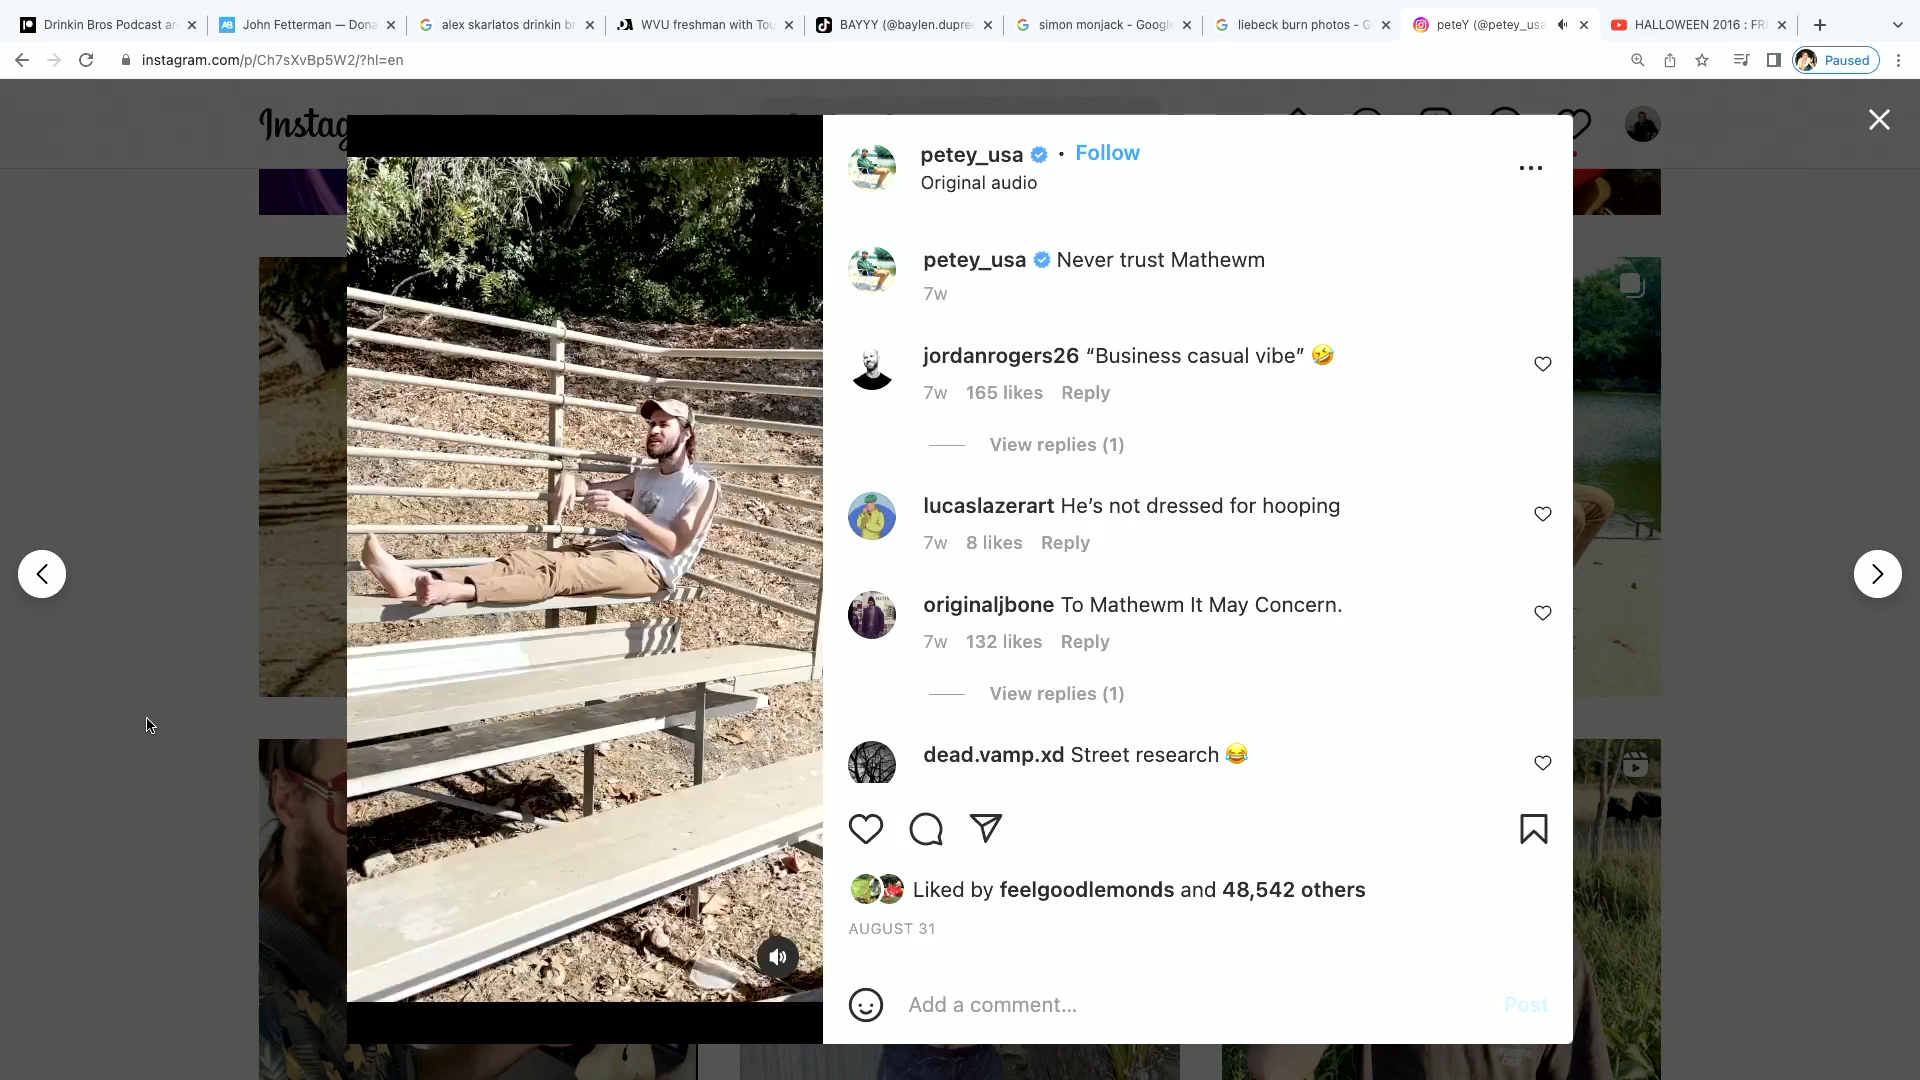 Drinkin Bros Podcast ar
John Fetterman — Dona
alex skarlatos drinkin br
WVU freshman with Tou
BAYYY (@baylen.dupree
simon monjack - Google
liebeck burn photos - G
peteY (@petey_usa
HALLOWEEN 2016 : FR
instagram.com/p/Ch7sXvBp5W2/?hl=en
Paused
Instag
petey_usa • Follow
Original audio
petey_usa Never trust Mathewm
7w
jordanrogers26 “Business casual vibe” 🤣
7w 165 likes Reply
View replies (1)
lucaslazerart He’s not dressed for hooping
7w 8 likes Reply
originaljbone To Mathewm It May Concern.
7w 132 likes Reply
View replies (1)
dead.vamp.xd Street research 😂
Liked by feelgoodlemonds and 48,542 others
AUGUST 31
Add a comment...
Post